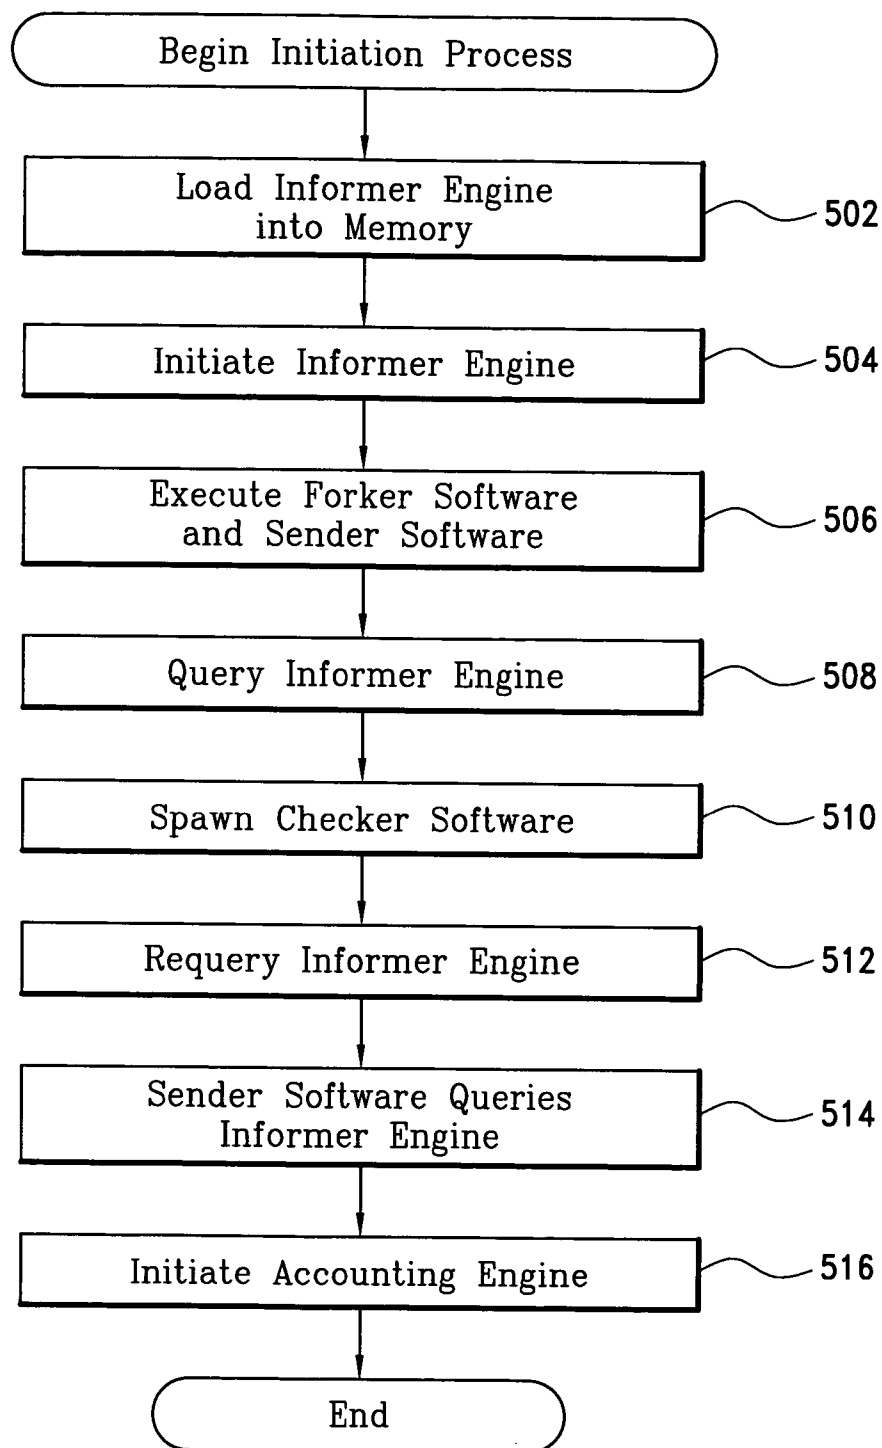 Begin Initiation Process
Load Informer Engine
into Memory
502
Initiate Informer Engine
504
Execute Forker Software
and Sender Software
506
Query Informer Engine
508
Spawn Checker Software
510
Requery Informer Engine
512
Sender Software Queries
Informer Engine
514
Initiate Accounting Engine
516
End